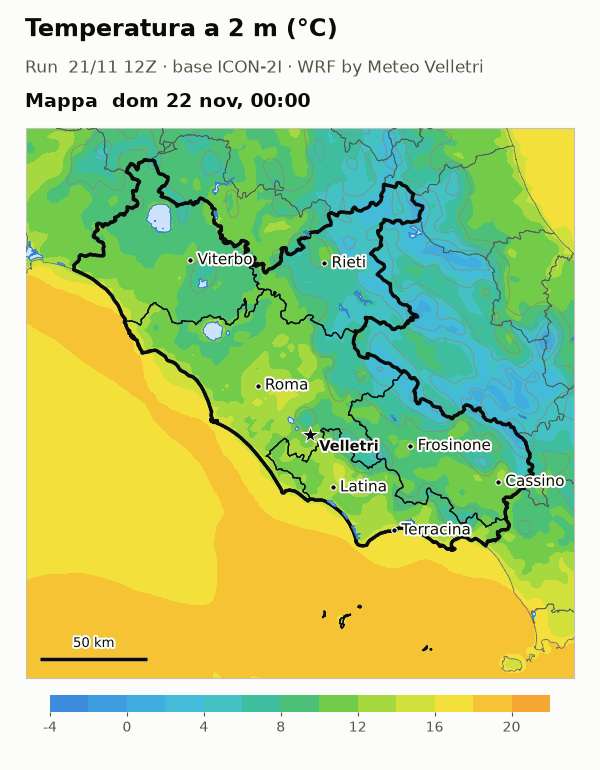 Temperatura a 2 m (°C)
Run  21/11 12Z · base ICON-2I · WRF by Meteo Velletri
Mappa  dom 22 nov, 00:00
Viterbo
Rieti
Roma
Velletri
Frosinone
Cassino
Latina
Terracina
50 km
-4 0 4 8 12 16 20